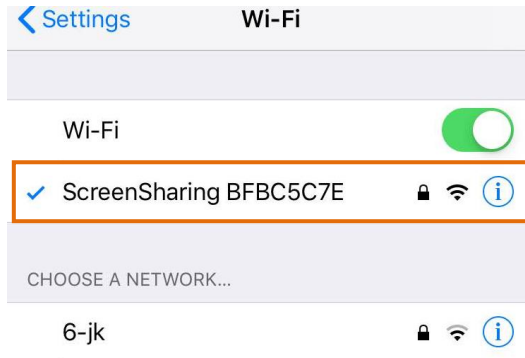 Settings Wi-Fi
Wi-Fi
ScreenSharing BFBC5C7E
CHOOSE A NETWORK...
6-jk